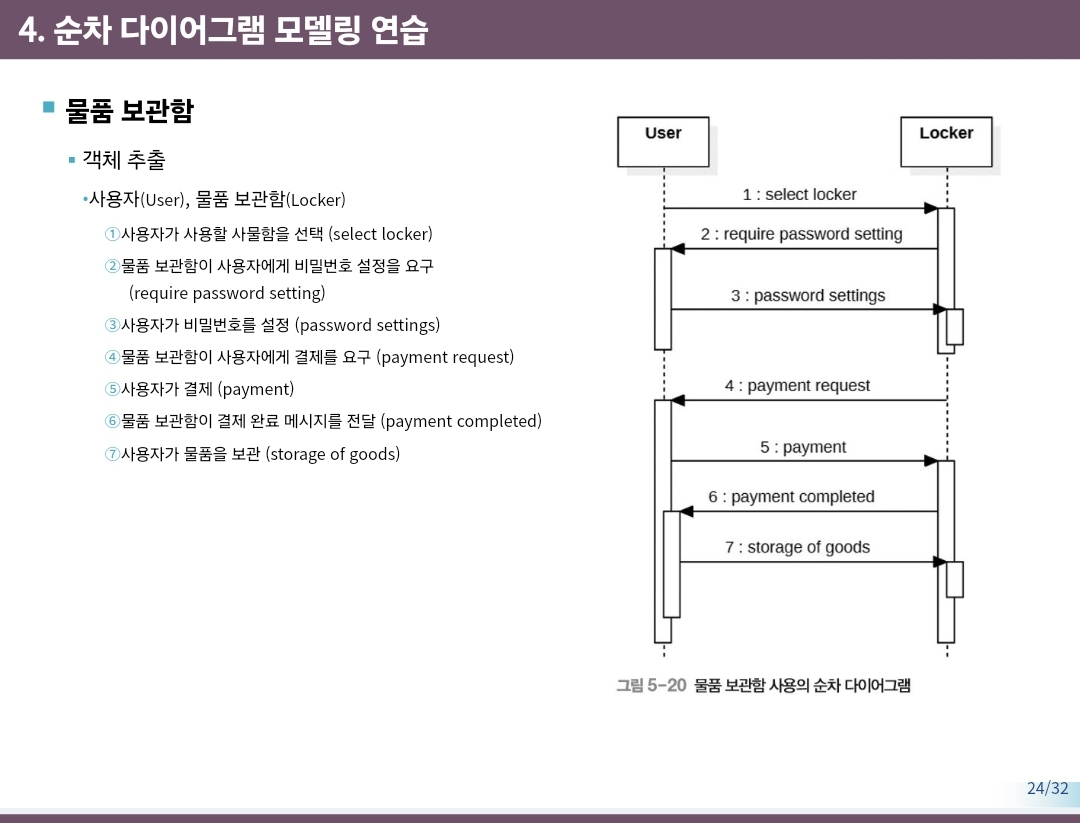 4. 순차 다이어그램 모델링 연습
물품 보관함
객체 추출
•사용자(User), 물품 보관함(Locker)
①사용자가 사용할 사물함을 선택 (select locker)
②물품 보관함이 사용자에게 비밀번호 설정을 요구
(require password setting)
③사용자가 비밀번호를 설정 (password settings)
④물품 보관함이 사용자에게 결제를 요구 (payment request)
⑤사용자가 결제 (payment)
⑥물품 보관함이 결제 완료 메시지를 전달 (payment completed)
⑦사용자가 물품을 보관 (storage of goods)
User
Locker
1 : select locker
2 : require password setting
3 : password settings
4 : payment request
5 : payment
6 : payment completed
7 : storage of goods
그림 5-20 물품 보관함 사용의 순차 다이어그램
24/32